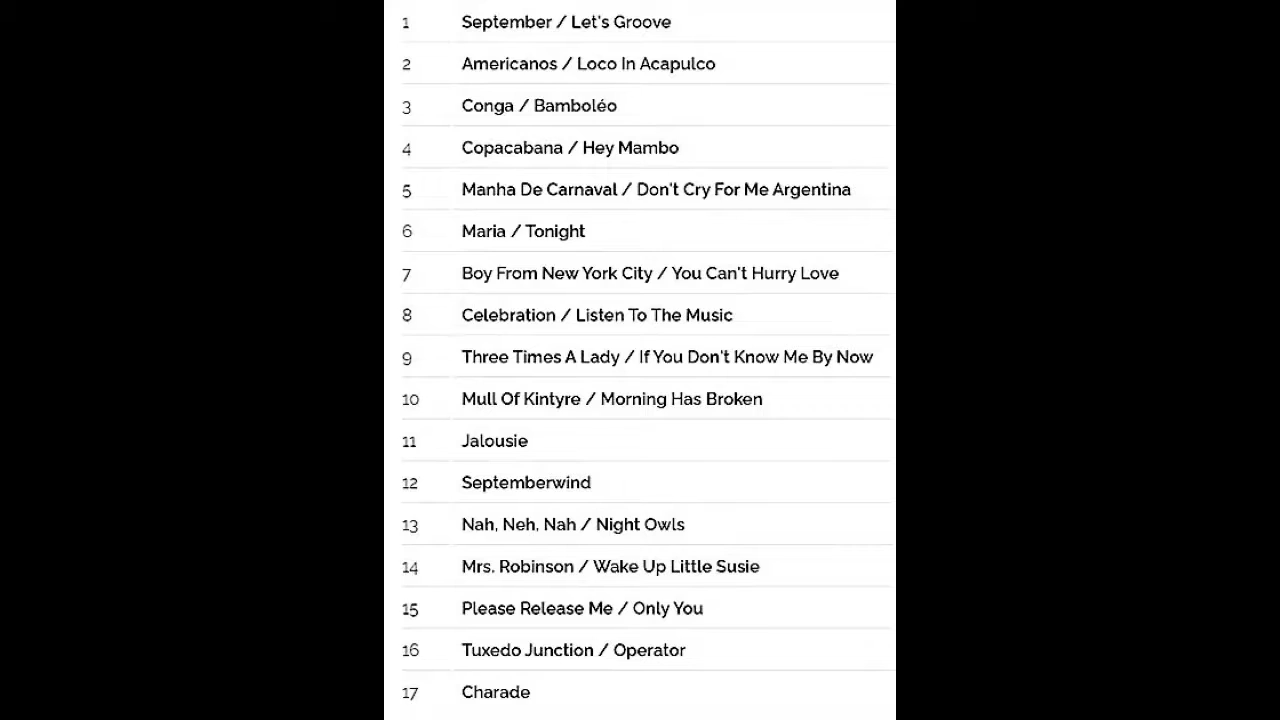 1 September / Let's Groove
2 Americanos / Loco In Acapulco
3 Conga / Bamboléo
4 Copacabana / Hey Mambo
5 Manha De Carnaval / Don't Cry For Me Argentina
6 Maria / Tonight
7 Boy From New York City / You Can't Hurry Love
8 Celebration / Listen To The Music
9 Three Times A Lady / If You Don't Know Me By Now
10 Mull Of Kintyre / Morning Has Broken
11 Jalousie
12 Septemberwind
13 Nah, Neh, Nah / Night Owls
14 Mrs. Robinson / Wake Up Little Susie
15 Please Release Me / Only You
16 Tuxedo Junction / Operator
17 Charade